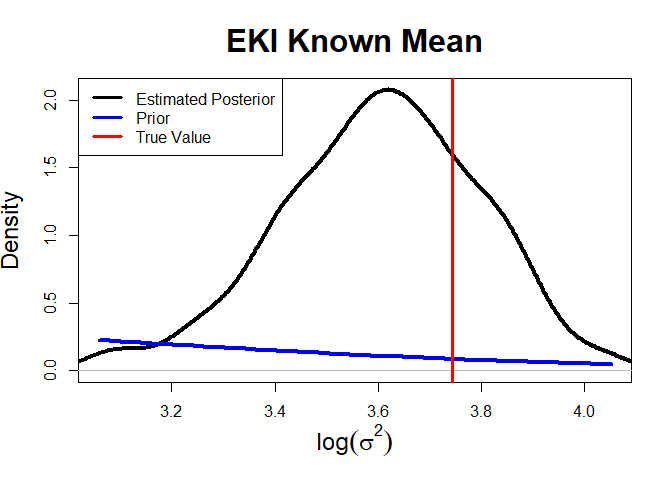 EKI Known Mean
Estimated Posterior
Prior
True Value
Density
0.0 0.5 1.0 1.5 2.0
3.2 3.4 3.6 3.8 4.0
log(σ²)